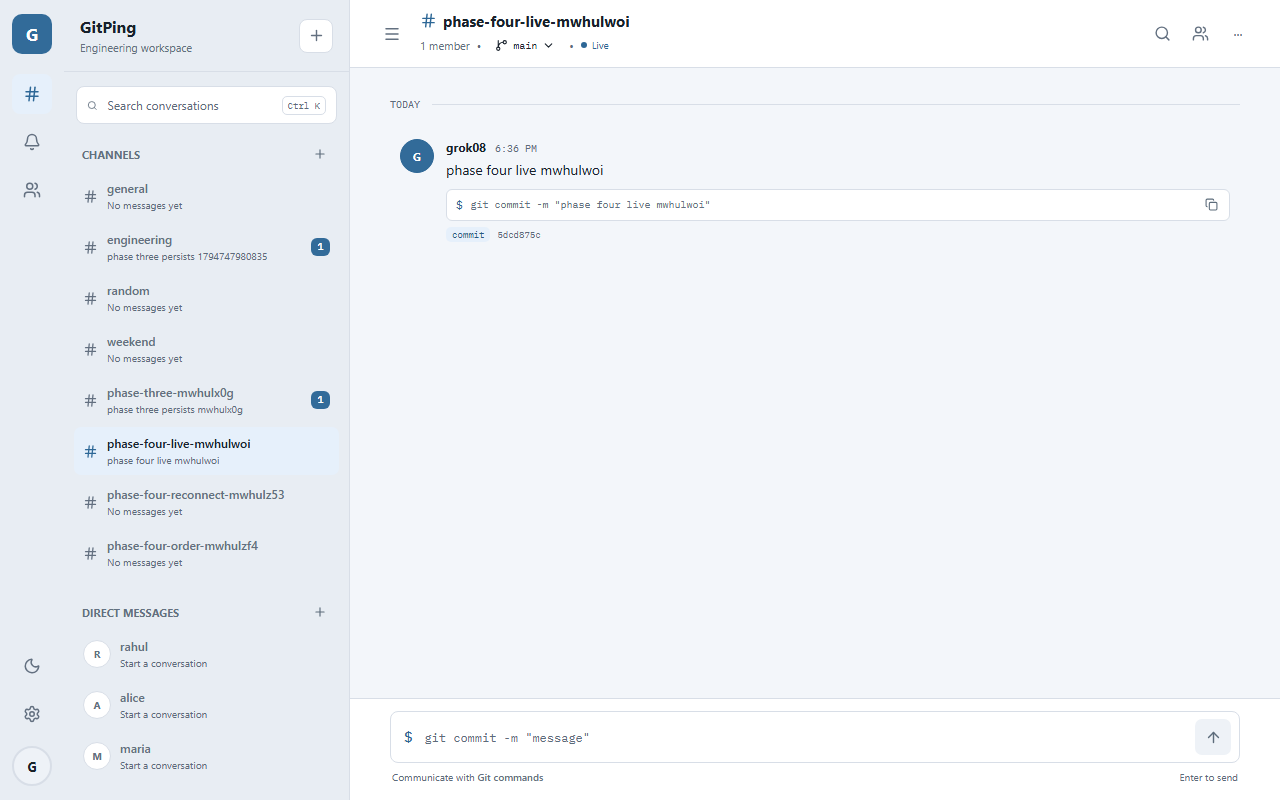 G
GitPing
Engineering workspace
Search conversations
Ctrl K
CHANNELS
general
No messages yet
engineering
phase three persists 1794747980835
1
random
No messages yet
weekend
No messages yet
phase-three-mwhulx0g
phase three persists mwhulx0g
1
phase-four-live-mwhulwoi
phase four live mwhulwoi
phase-four-reconnect-mwhulz53
No messages yet
phase-four-order-mwhulzf4
No messages yet
DIRECT MESSAGES
R
rahul
Start a conversation
A
alice
Start a conversation
M
maria
Start a conversation
G
# phase-four-live-mwhulwoi
1 member • main • Live
TODAY
G
grok08 6:36 PM
phase four live mwhulwoi
$ git commit -m "phase four live mwhulwoi"
commit 5dcd875c
$ git commit -m "message"
Communicate with Git commands
Enter to send